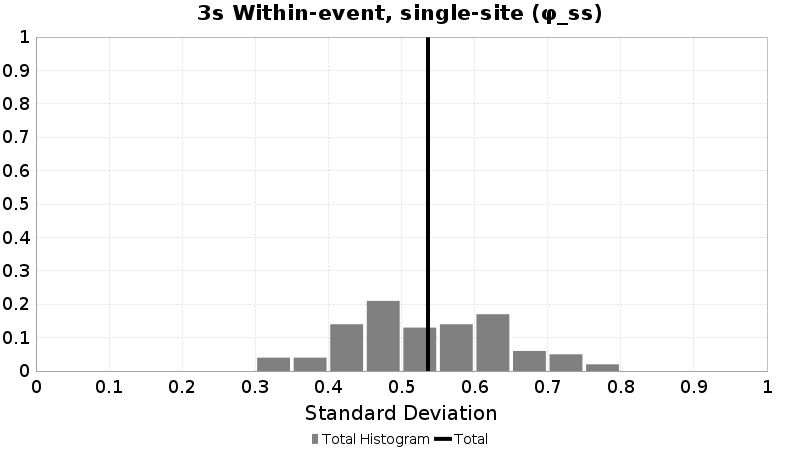 3s Within-event, single-site (φ_ss)
1
0.9
0.8
0.7
0.6
0.5
0.4
0.3
0.2
0.1
0
0 0.1 0.2 0.3 0.4 0.5 0.6 0.7 0.8 0.9 1
Standard Deviation
Total Histogram Total